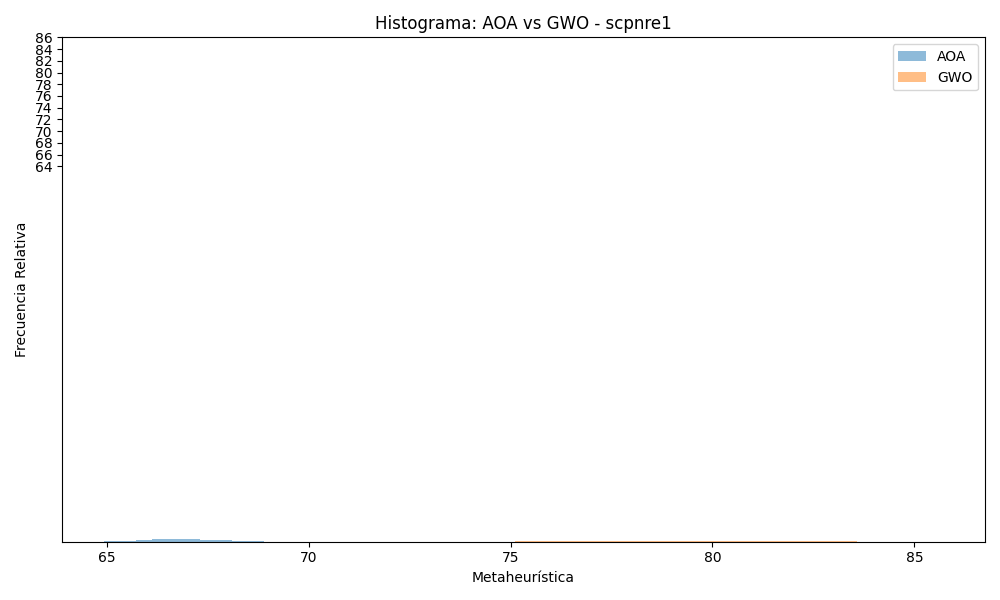 Histograma: AOA vs GWO - scpnre1
AOA
GWO
86
84
82
80
78
76
74
72
70
68
66
64
Frecuencia Relativa
65 70 75 80 85
Metaheurística